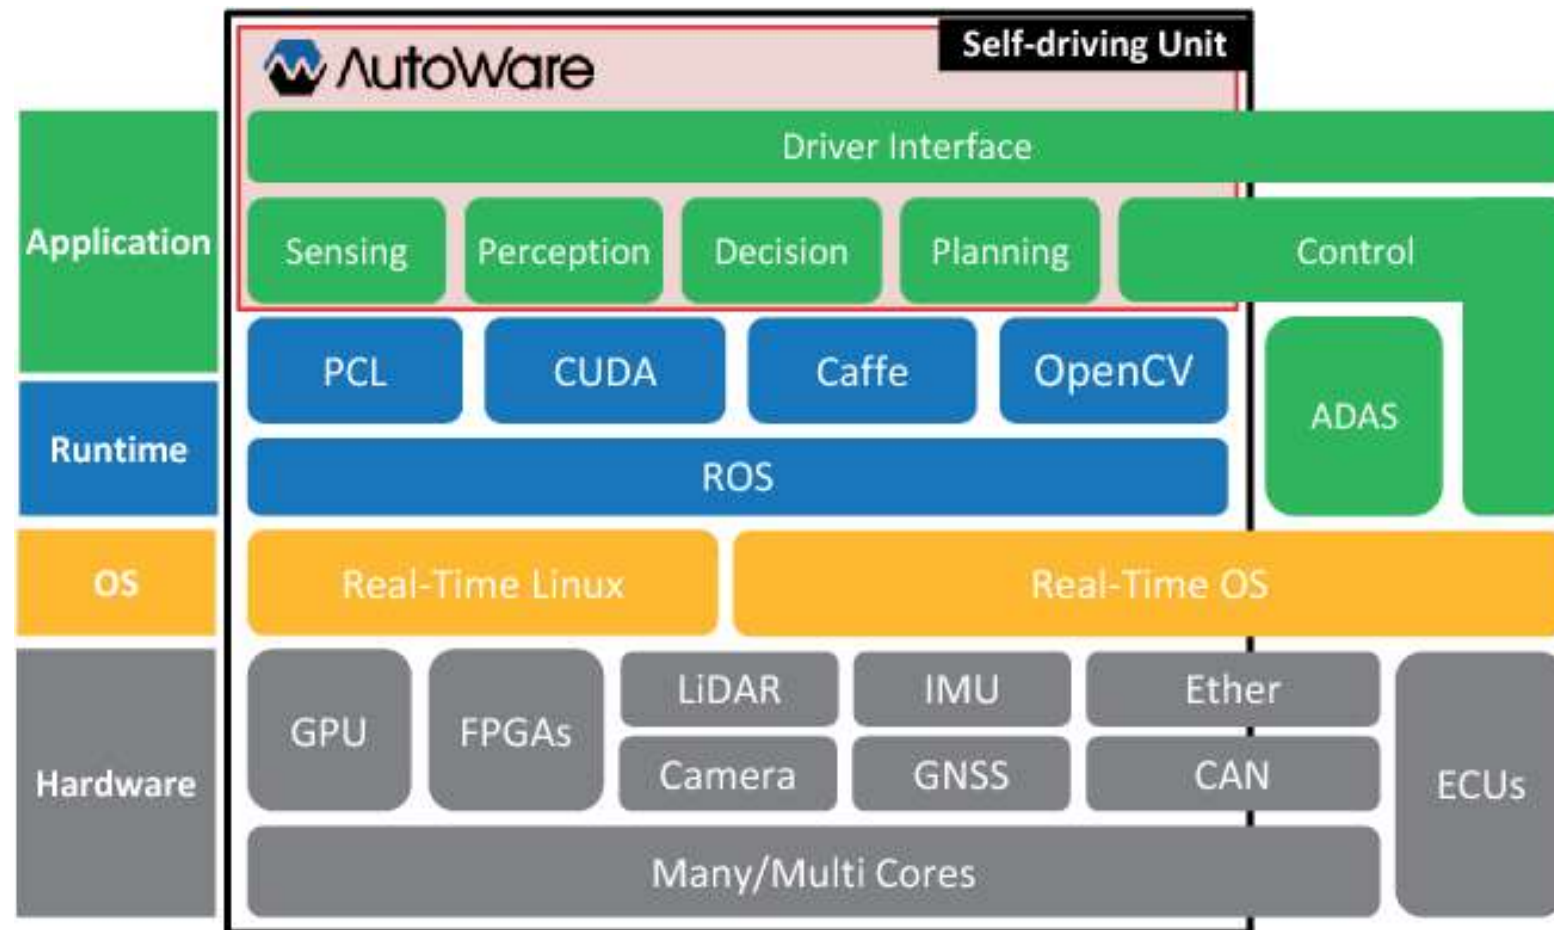 AutoWare
Self-driving Unit
Application
Driver Interface
Sensing
Perception
Decision
Planning
Control
PCL
CUDA
Caffe
OpenCV
ADAS
Runtime
ROS
OS
Real-Time Linux
Real-Time OS
Hardware
GPU
FPGAs
LiDAR
IMU
Ether
Camera
GNSS
CAN
ECUs
Many/Multi Cores